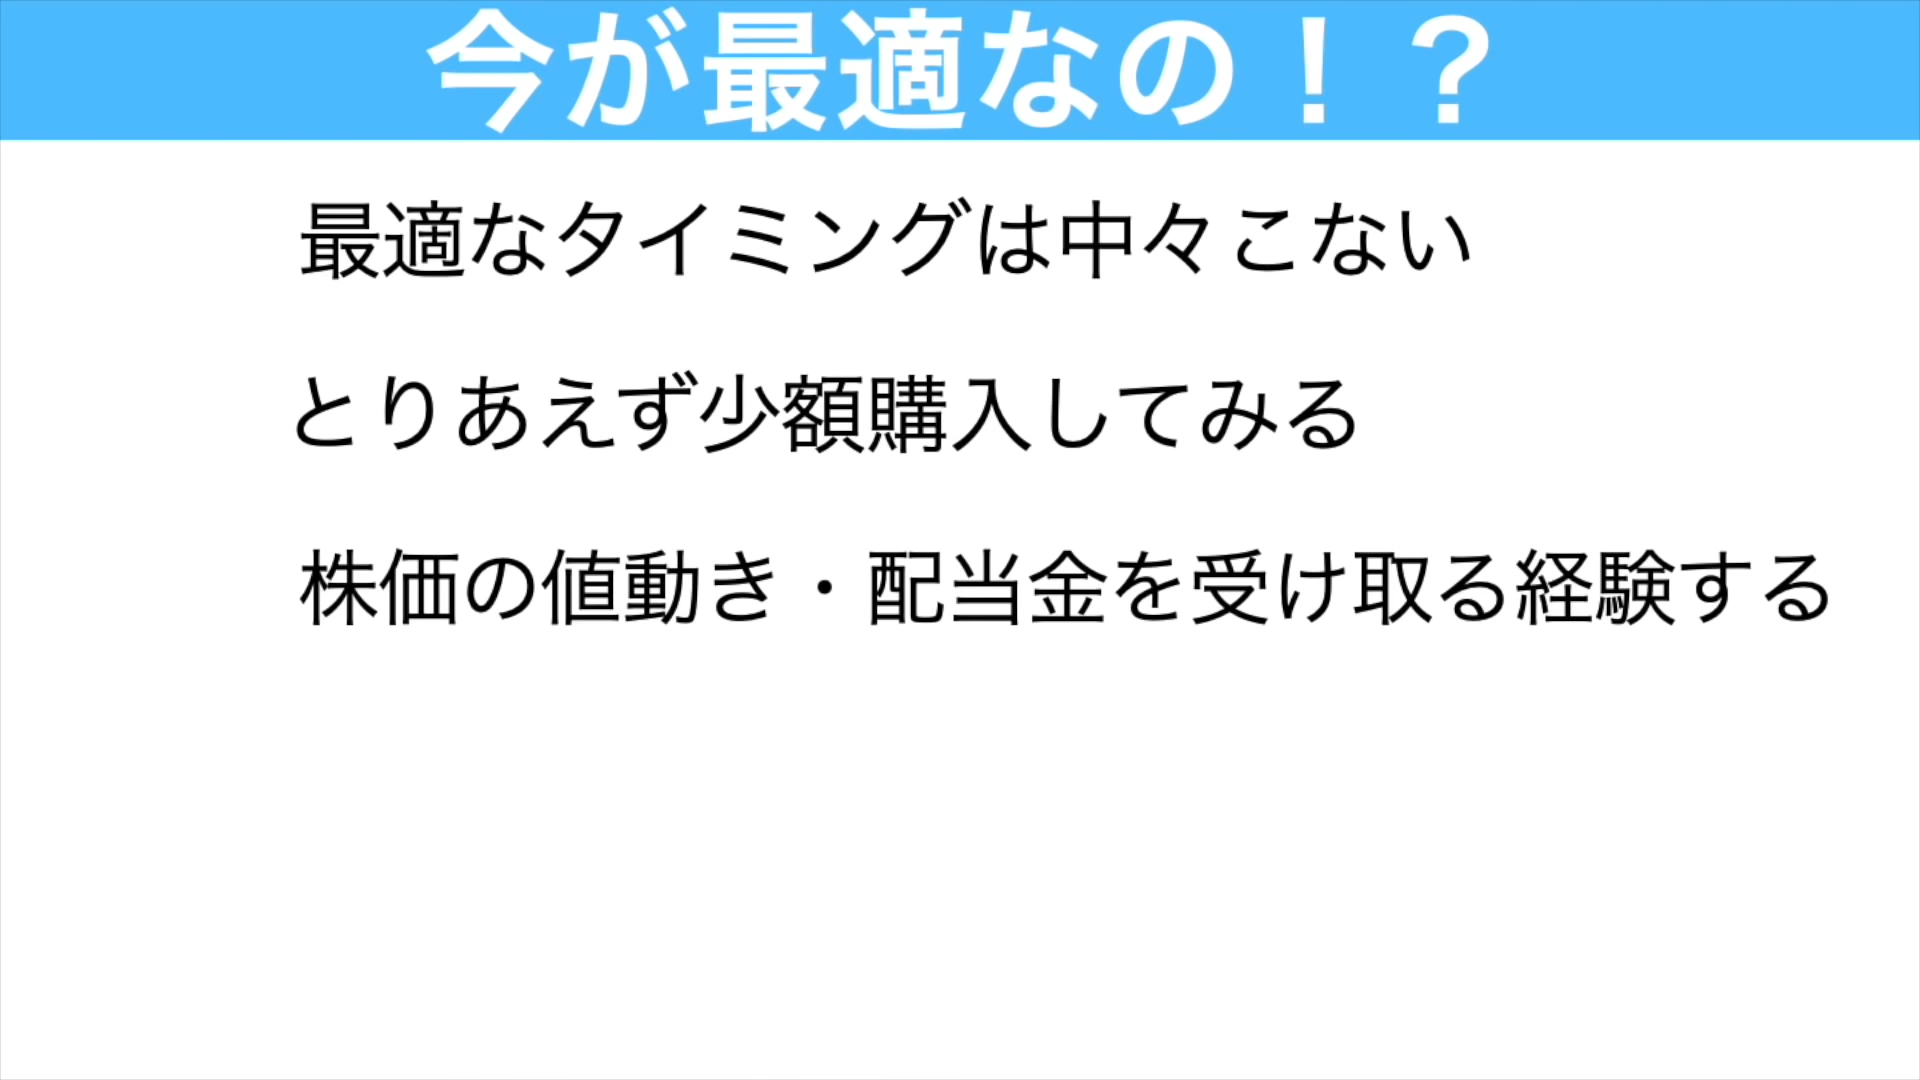 今が最適なの！？
最適なタイミングは中々こない
とりあえず少額購入してみる
株価の値動き・配当金を受け取る経験する